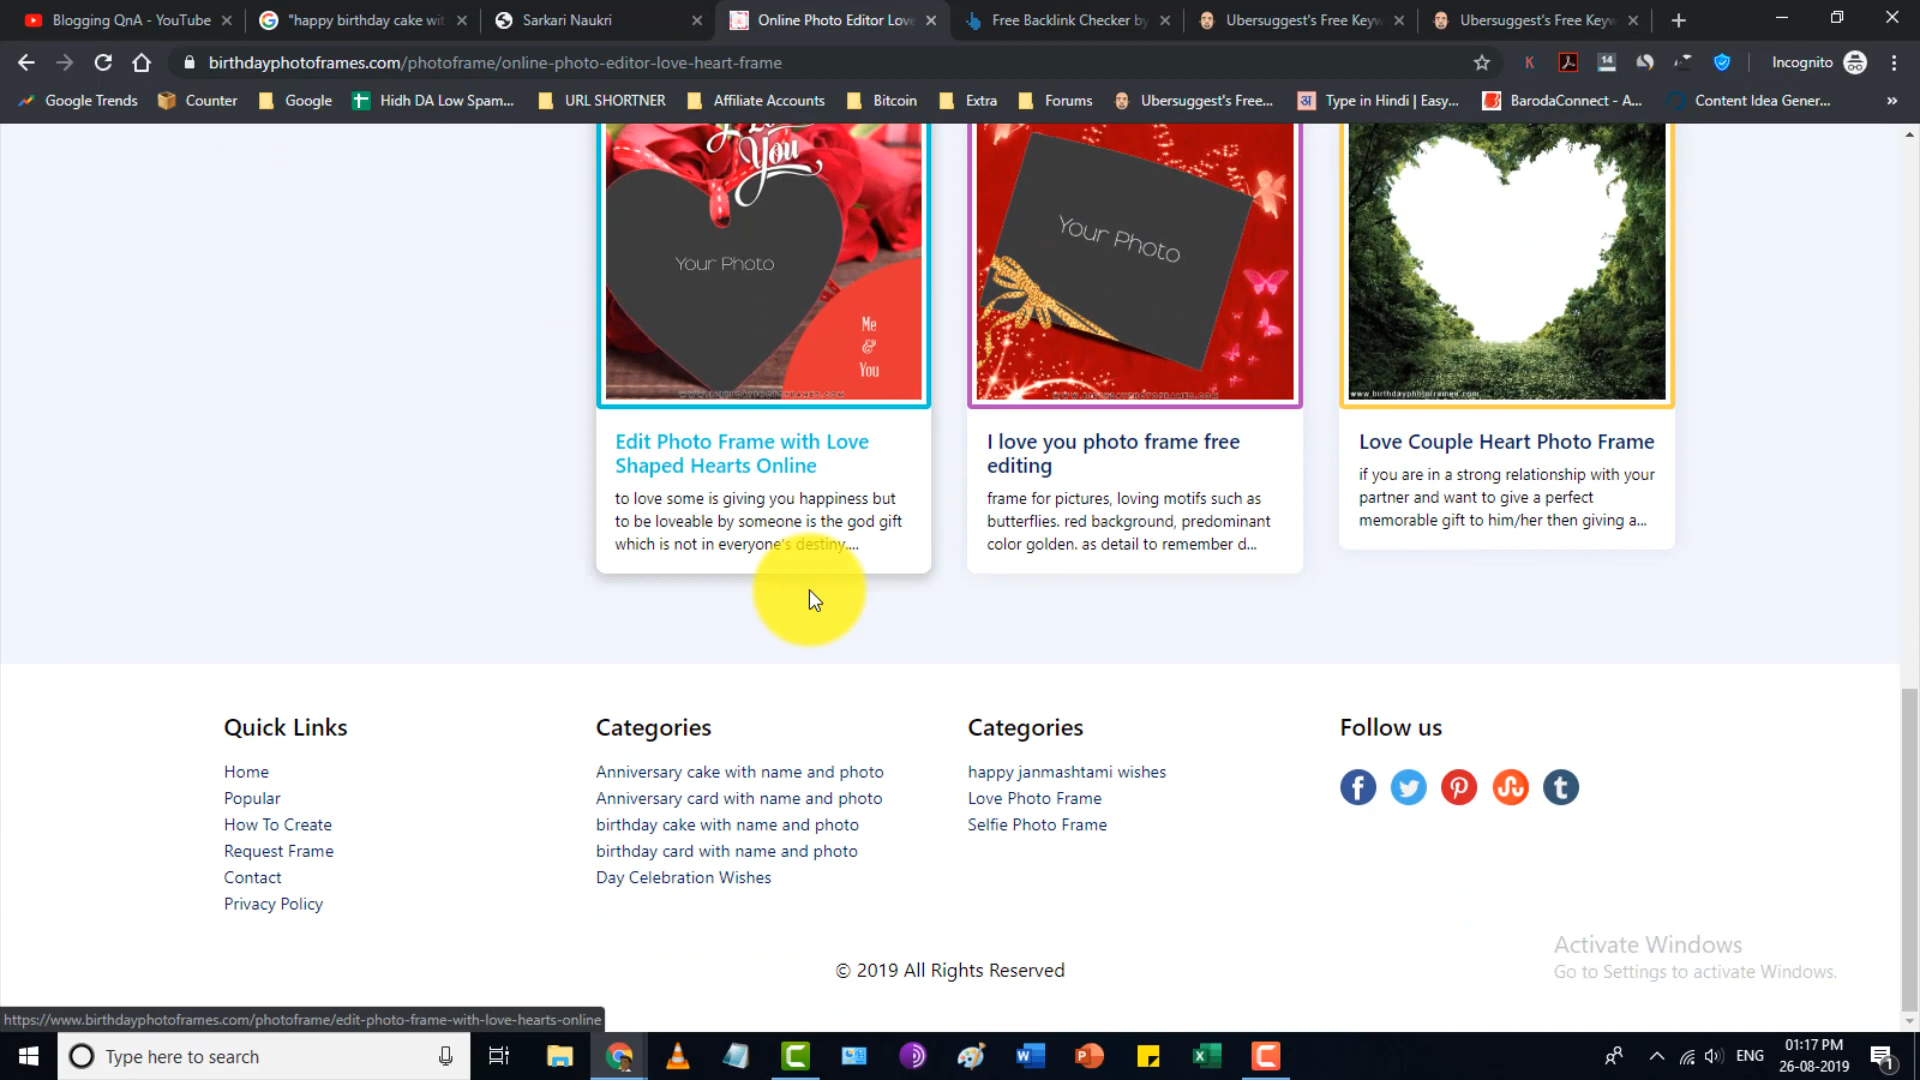 Blogging QnA - YouTube
"happy birthday cake wit
Sarkari Naukri
Online Photo Editor Love
Free Backlink Checker by
Ubersuggest's Free Keyw
Ubersuggest's Free Keyw
birthdayphotoframes.com/photoframe/online-photo-editor-love-heart-frame
K
14
Incognito
Google Trends
Counter
Google
Hidh DA Low Spam...
URL SHORTNER
Affiliate Accounts
Bitcoin
Extra
Forums
Ubersuggest's Free...
अ
Type in Hindi | Easy...
BarodaConnect - A...
Content Idea Gener...
»
You
Your Photo
Me
&
You
Your Photo
www.birthdayphotoframes.com
Edit Photo Frame with Love
Shaped Hearts Online
to love some is giving you happiness but
to be loveable by someone is the god gift
which is not in everyone's destiny....
I love you photo frame free
editing
frame for pictures, loving motifs such as
butterflies. red background, predominant
color golden. as detail to remember d...
Love Couple Heart Photo Frame
if you are in a strong relationship with your
partner and want to give a perfect
memorable gift to him/her then giving a...
Quick Links
Home
Popular
How To Create
Request Frame
Contact
Privacy Policy
Categories
Anniversary cake with name and photo
Anniversary card with name and photo
birthday cake with name and photo
birthday card with name and photo
Day Celebration Wishes
Categories
happy janmashtami wishes
Love Photo Frame
Selfie Photo Frame
Follow us
Activate Windows
Go to Settings to activate Windows.
© 2019 All Rights Reserved
https://www.birthdayphotoframes.com/photoframe/edit-photo-frame-with-love-hearts-online
Type here to search
ENG
01:17 PM
26-08-2019
1